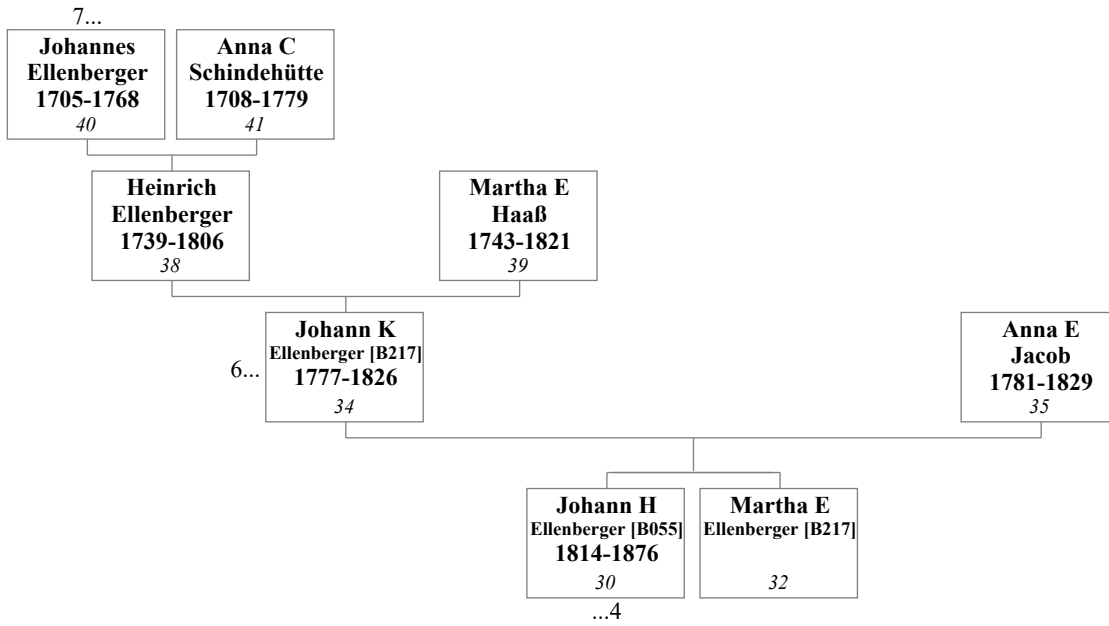 7...
Johannes
Ellenberger
1705-1768
40
Anna C
Schindehütte
1708-1779
41
Heinrich
Ellenberger
1739-1806
38
Martha E
Haaß
1743-1821
39
6...
Johann K
Ellenberger [B217]
1777-1826
34
Anna E
Jacob
1781-1829
35
Johann H
Ellenberger [B055]
1814-1876
30
...4
Martha E
Ellenberger [B217]
32